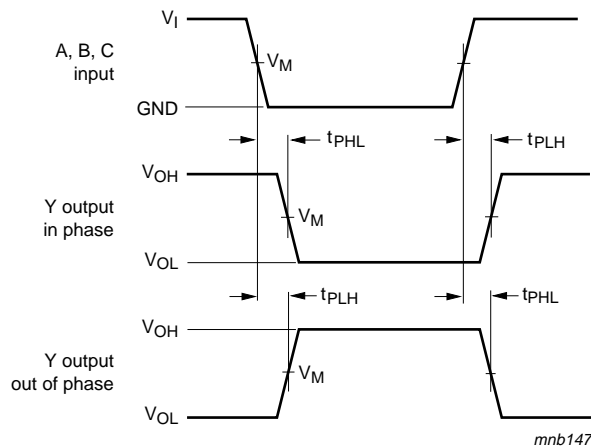 V_I
A, B, C
input
V_M
GND
t_PHL
t_PLH
V_OH
Y output
in phase
V_M
V_OL
t_PLH
t_PHL
V_OH
Y output
out of phase
V_M
V_OL
mnb147